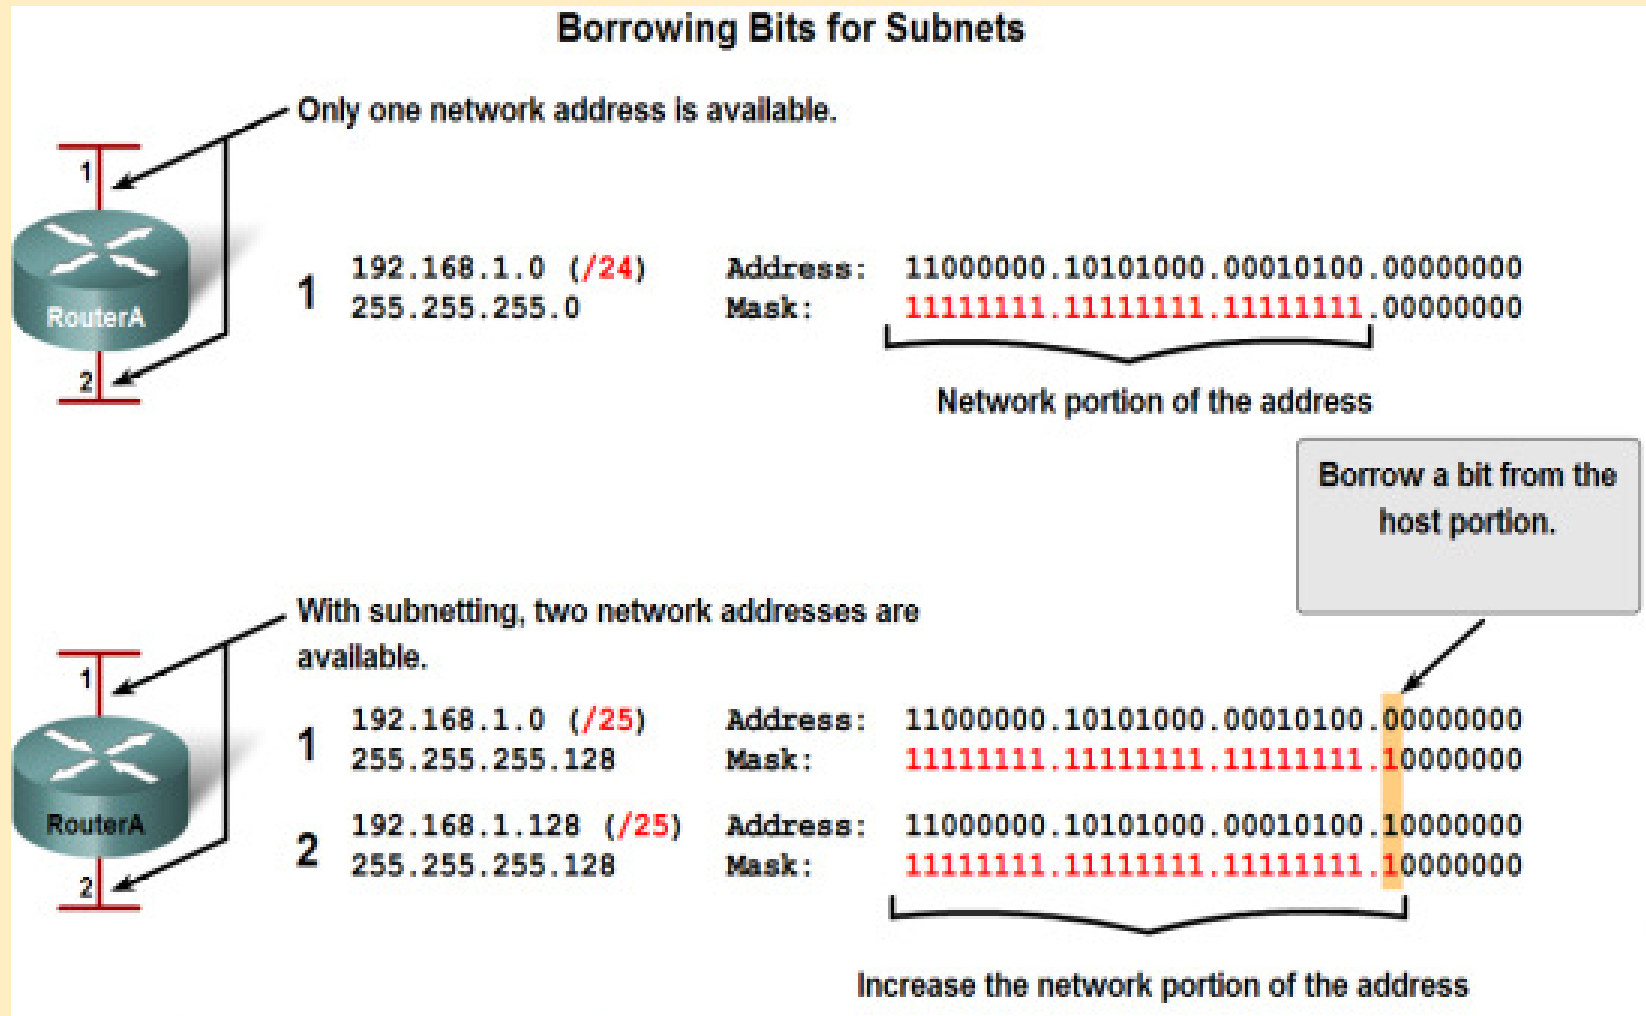 Borrowing Bits for Subnets
Only one network address is available.
1
RouterA
2
1
192.168.1.0 (/24) Address: 11000000.10101000.00010100.00000000
255.255.255.0 Mask: 11111111.11111111.11111111.00000000
Network portion of the address
Borrow a bit from the
host portion.
With subnetting, two network addresses are
available.
1
RouterA
2
1
192.168.1.0 (/25) Address: 11000000.10101000.00010100.00000000
255.255.255.128 Mask: 11111111.11111111.11111111.10000000
2
192.168.1.128 (/25) Address: 11000000.10101000.00010100.10000000
255.255.255.128 Mask: 11111111.11111111.11111111.10000000
Increase the network portion of the address